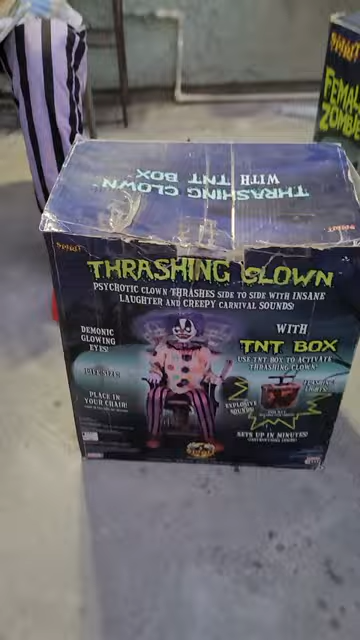 SPIRIT
FEMALE
ZOMBIE
THRASHING CLOWN
WITH TNT BOX
SPIRIT
SPIRIT
THRASHING CLOWN
PSYCHOTIC CLOWN THRASHES SIDE TO SIDE WITH INSANE
LAUGHTER AND CREEPY CARNIVAL SOUNDS!
DEMONIC
GLOWING
EYES!
LIFE-SIZE!
PLACE IN
YOUR CHAIR!
WITH
TNT BOX
USE TNT BOX TO ACTIVATE
THRASHING CLOWN!
FLASHING
LIGHTS!
EXPLOSIVE
SOUNDS!
SETS UP IN MINUTES!